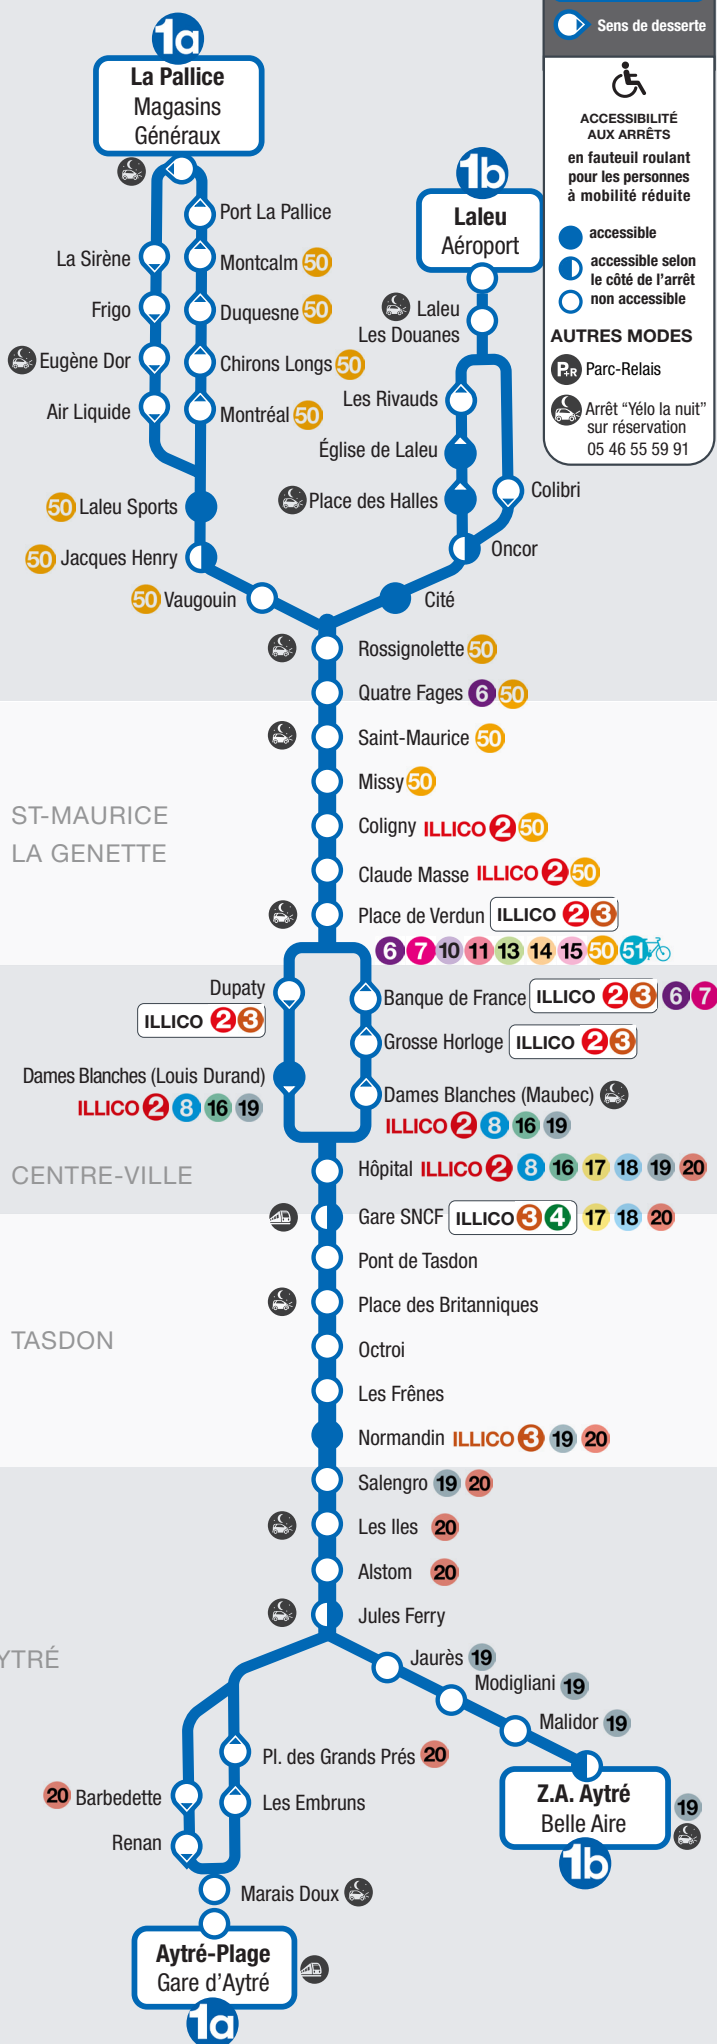 1a
La Pallice
Magasins
Généraux
Sens de desserte
ACCESSIBILITÉ
AUX ARRÊTS
en fauteuil roulant
pour les personnes
à mobilité réduite
accessible
accessible selon
le côté de l'arrêt
non accessible
AUTRES MODES
P+R Parc-Relais
Arrêt "Yélo la nuit"
sur réservation
05 46 55 59 91
1b
Laleu
Aéroport
Port La Pallice
La Sirène
Montcalm 50
Frigo
Duquesne 50
Eugène Dor
Chirons Longs 50
Air Liquide
Montréal 50
50 Laleu Sports
50 Jacques Henry
50 Vaugouin
Laleu
Les Douanes
Les Rivauds
Église de Laleu
Place des Halles
Colibri
Oncor
Cité
Rossignolette 50
Quatre Fages 6 50
Saint-Maurice 50
Missy 50
ST-MAURICE
LA GENETTE
Coligny ILLICO 2 50
Claude Masse ILLICO 2 50
Place de Verdun ILLICO 2 3
6 7 10 11 13 14 15 50 51
Dupaty
ILLICO 2 3
Banque de France ILLICO 2 3 6 7
Grosse Horloge ILLICO 2 3
Dames Blanches (Louis Durand)
ILLICO 2 8 16 19
Dames Blanches (Maubec)
ILLICO 2 8 16 19
CENTRE-VILLE
Hôpital ILLICO 2 8 16 17 18 19 20
Gare SNCF ILLICO 3 4 17 18 20
Pont de Tasdon
Place des Britanniques
TASDON
Octroi
Les Frênes
Normandin ILLICO 3 19 20
Salengro 19 20
Les Iles 20
Alstom 20
Jules Ferry
YTRÉ
Jaurès 19
Modigliani 19
Malidor 19
Z.A. Aytré
Belle Aire
19
1b
Pl. des Grands Prés 20
20 Barbedette
Les Embruns
Renan
Marais Doux
Aytré-Plage
Gare d'Aytré
1a